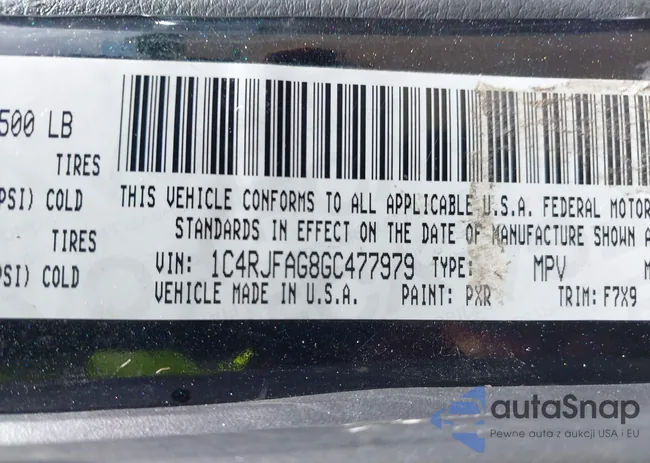 500 LB
TIRES
PSI) COLD
THIS VEHICLE CONFORMS TO ALL APPLICABLE U.S.A. FEDERAL MOTOR
STANDARDS IN EFFECT ON THE DATE OF MANUFACTURE SHOWN A
TIRES
PSI) COLD
VIN: 1C4RJFAG8GC477979 TYPE: MPV
VEHICLE MADE IN U.S.A. PAINT: PXR TRIM: F7X9
autaSnap
Pewne auta z aukcji USA i EU